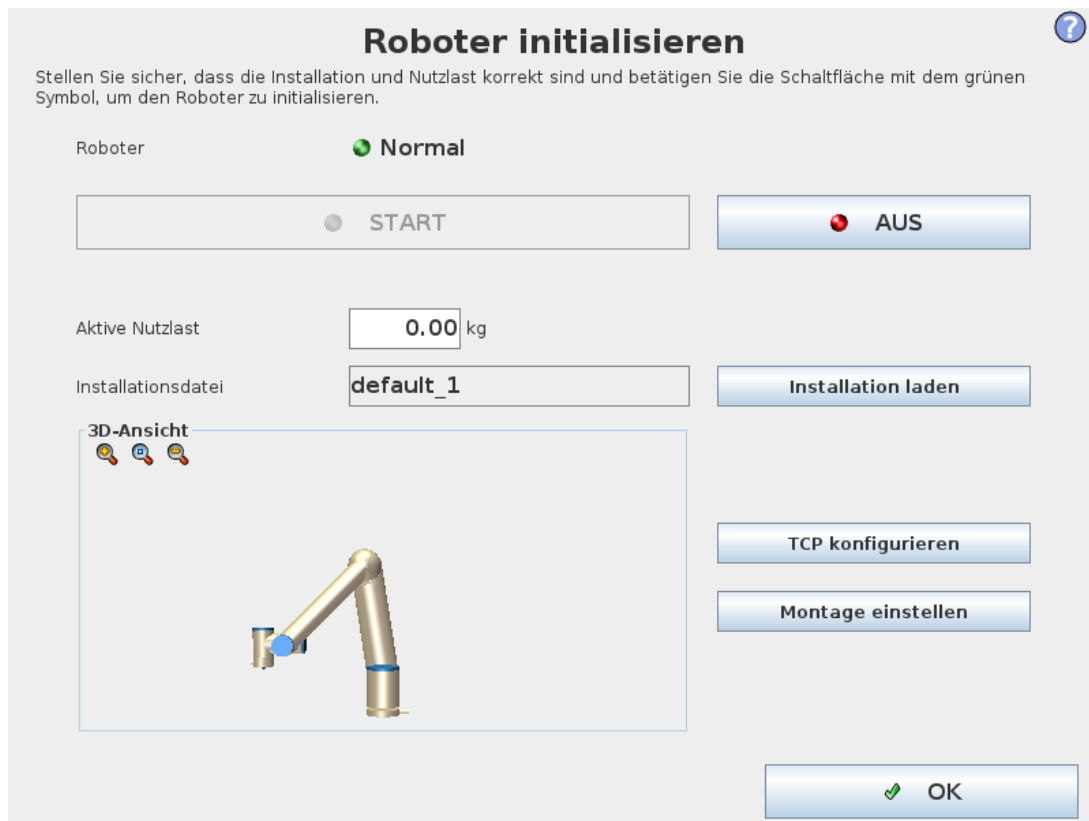 Roboter initialisieren
?
Stellen Sie sicher, dass die Installation und Nutzlast korrekt sind und betätigen Sie die Schaltfläche mit dem grünen
Symbol, um den Roboter zu initialisieren.
Roboter Normal
START AUS
Aktive Nutzlast 0.00 kg
Installationsdatei default_1 Installation laden
3D-Ansicht
TCP konfigurieren
Montage einstellen
OK